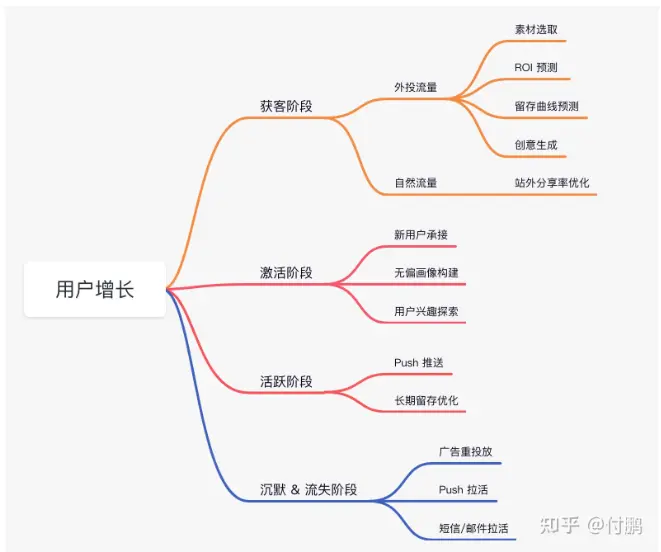 用户增长
获客阶段
外投流量
素材选取
ROI 预测
留存曲线预测
创意生成
自然流量
站外分享率优化
激活阶段
新用户承接
无偏画像构建
用户兴趣探索
活跃阶段
Push 推送
长期留存优化
沉默 & 流失阶段
广告重投放
Push 拉活
短信/邮件拉活
知乎 @付鹏